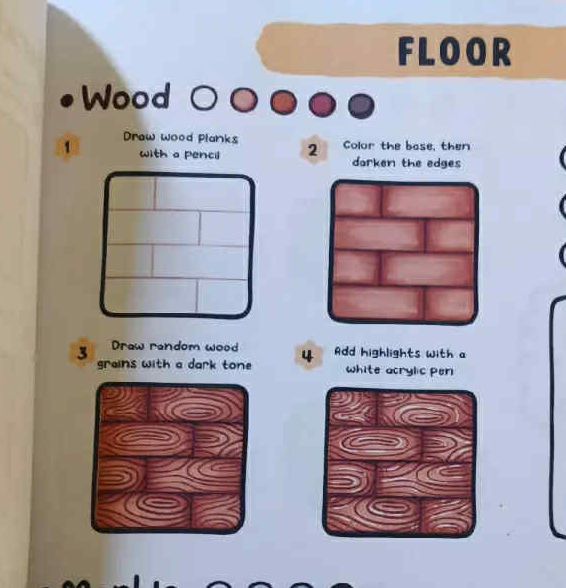 FLOOR
• Wood
1
Draw wood planks
with a pencil
2
Color the base, then
darken the edges
3
Draw random wood
grains with a dark tone
4
Add highlights with a
white acrylic pen